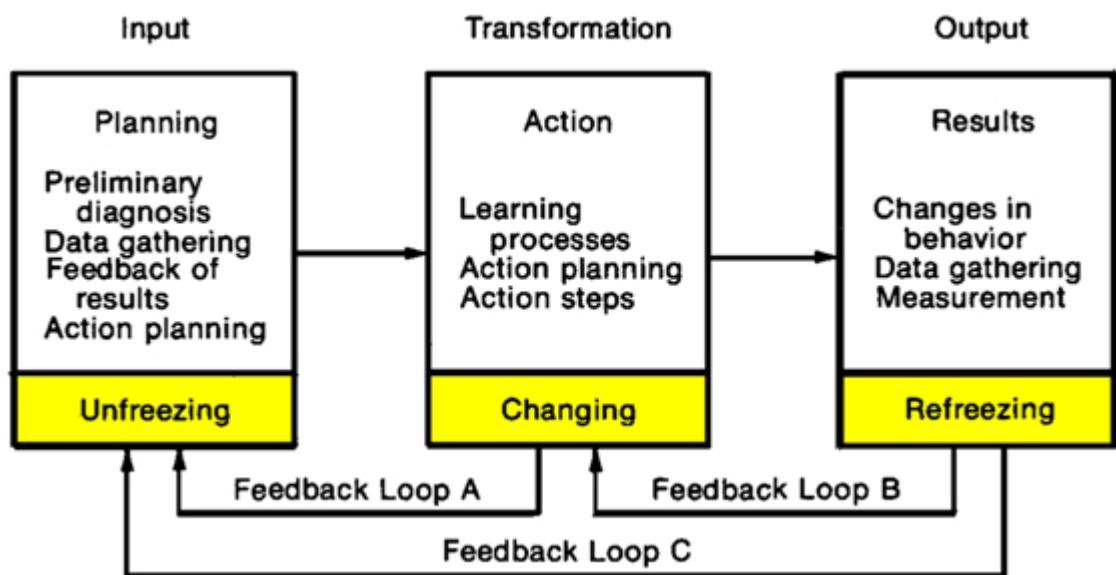 Input
Transformation
Output
Planning
Preliminary
diagnosis
Data gathering
Feedback of
results
Action planning
Unfreezing
Action
Learning
processes
Action planning
Action steps
Changing
Results
Changes in
behavior
Data gathering
Measurement
Refreezing
Feedback Loop A
Feedback Loop B
Feedback Loop C